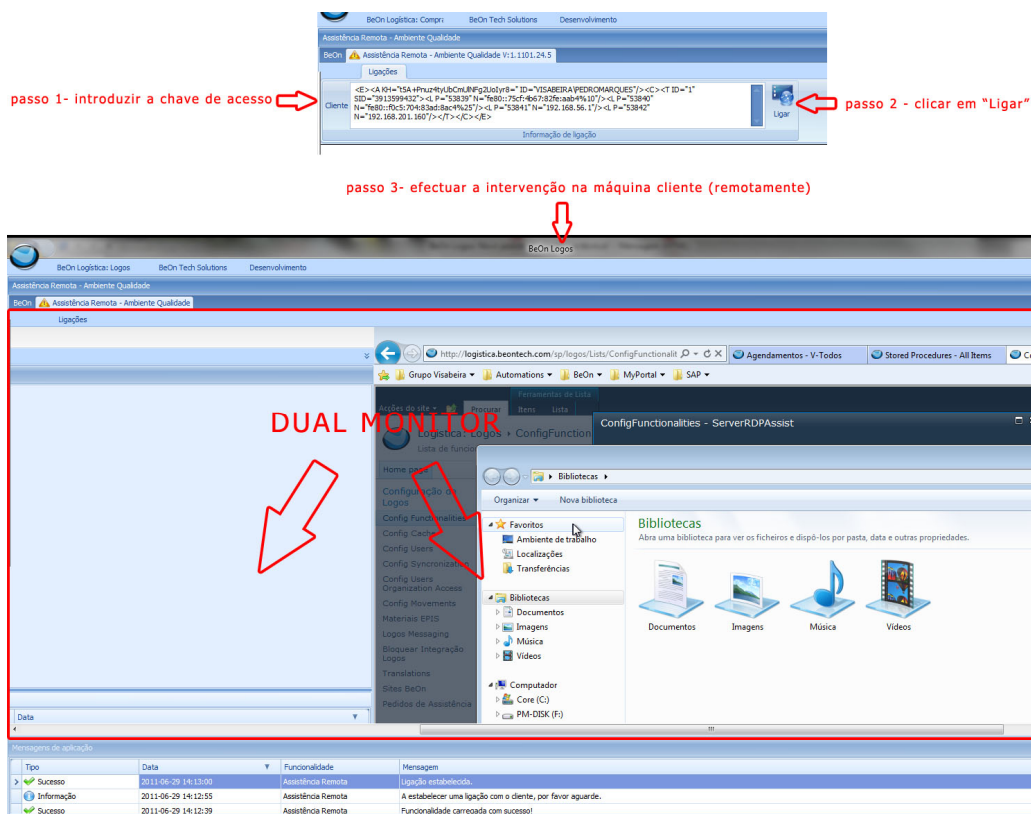 BeOn Logística: Compri BeOn Tech Solutions Desenvolvimento
Assistência Remota - Ambiente Qualidade
BeOn Assistência Remota - Ambiente Qualidade V:1.1101.24.5
Ligações
passo 1- introduzir a chave de acesso
Cliente
<E><A KH="t5A+Pnuz4tyUbCmUlNFg2UoIyr8=" ID="VISABEIRA\PEDROMARQUES"/><C><T ID="1"
SID="3913599432"><L P="53839" N="fe80::75cf:4b67:82fe:aab4%10"/><L P="53840"
N="fe80::f0c5:704:83ad:8ac4%25"/><L P="53841" N="192.168.56.1"/><L P="53842"
N="192.168.201.160"/></T></C></E>
Ligar
passo 2 - clicar em "Ligar"
Informação de ligação
passo 3- efectuar a intervenção na máquina cliente (remotamente)
BeOn Logos
BeOn Logística: Logos BeOn Tech Solutions Desenvolvimento
Assistência Remota - Ambiente Qualidade
BeOn Assistência Remota - Ambiente Qualidade
Ligações
http://logistica.beontech.com/sp/logos/Lists/ConfigFunctionalit Agendamentos - V-Todos Stored Procedures - All Items
Grupo Visabeira Automations BeOn MyPortal SAP
Ferramentas de Lista
Acções do site Procurar Itens Lista
DUAL MONITOR
Logística: Logos ConfigFunction
Lista de funcion
ConfigFunctionalities - ServerRDPAssist
Home page
Configuração do
Logos
Config Functionalities
Config Cache
Config Users
Config Syncronization
Config Users
Organization Access
Config Movements
Materiais EPIS
Logos Messaging
Bloquear Integração
Logos
Translations
Sites BeOn
Pedidos de Assistência
Bibliotecas
Organizar Nova biblioteca
Favoritos
Ambiente de trabalho
Localizações
Transferências
Bibliotecas
Documentos
Imagens
Música
Vídeos
Computador
Core (C:)
PM-DISK (F:)
Bibliotecas
Abra uma biblioteca para ver os ficheiros e dispô-los por pasta, data e outras propriedades.
Documentos Imagens Música Vídeos
Data
Mensagens de aplicação
Tipo Data Funcionalidade Mensagem
Sucesso 2011-06-29 14:13:00 Assistência Remota Ligação estabelecida.
Informação 2011-06-29 14:12:55 Assistência Remota A estabelecer uma ligação com o cliente, por favor aguarde.
Sucesso 2011-06-29 14:12:39 Assistência Remota Funcionalidade carregada com sucesso!